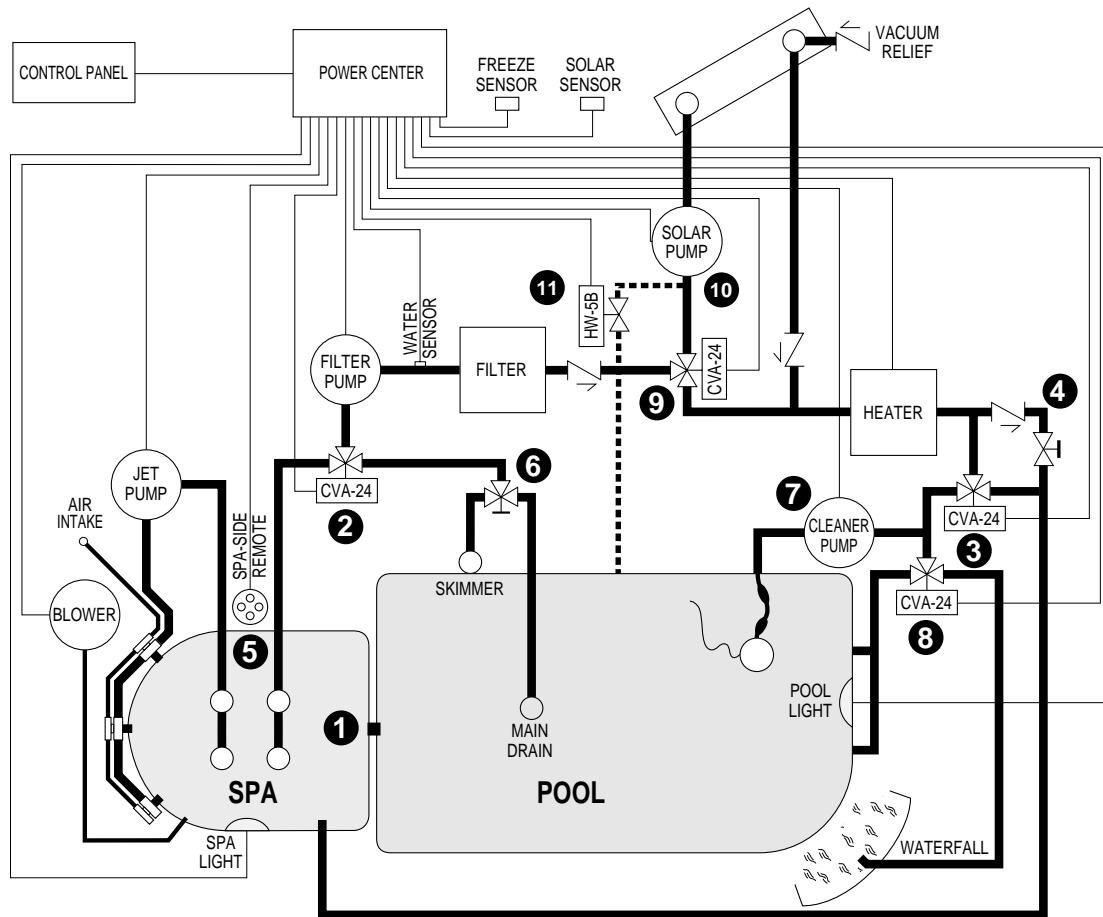 CONTROL PANEL
POWER CENTER
FREEZE
SENSOR
SOLAR
SENSOR
VACUUM
RELIEF
SOLAR
PUMP
11
HW-5B
10
WATER
SENSOR
FILTER
PUMP
FILTER
CVA-24
9
HEATER
4
JET
PUMP
CVA-24
2
6
7
CLEANER
PUMP
CVA-24
3
AIR
INTAKE
SPA-SIDE
REMOTE
BLOWER
SKIMMER
CVA-24
8
5
1
MAIN
DRAIN
POOL
LIGHT
SPA
POOL
SPA
LIGHT
WATERFALL